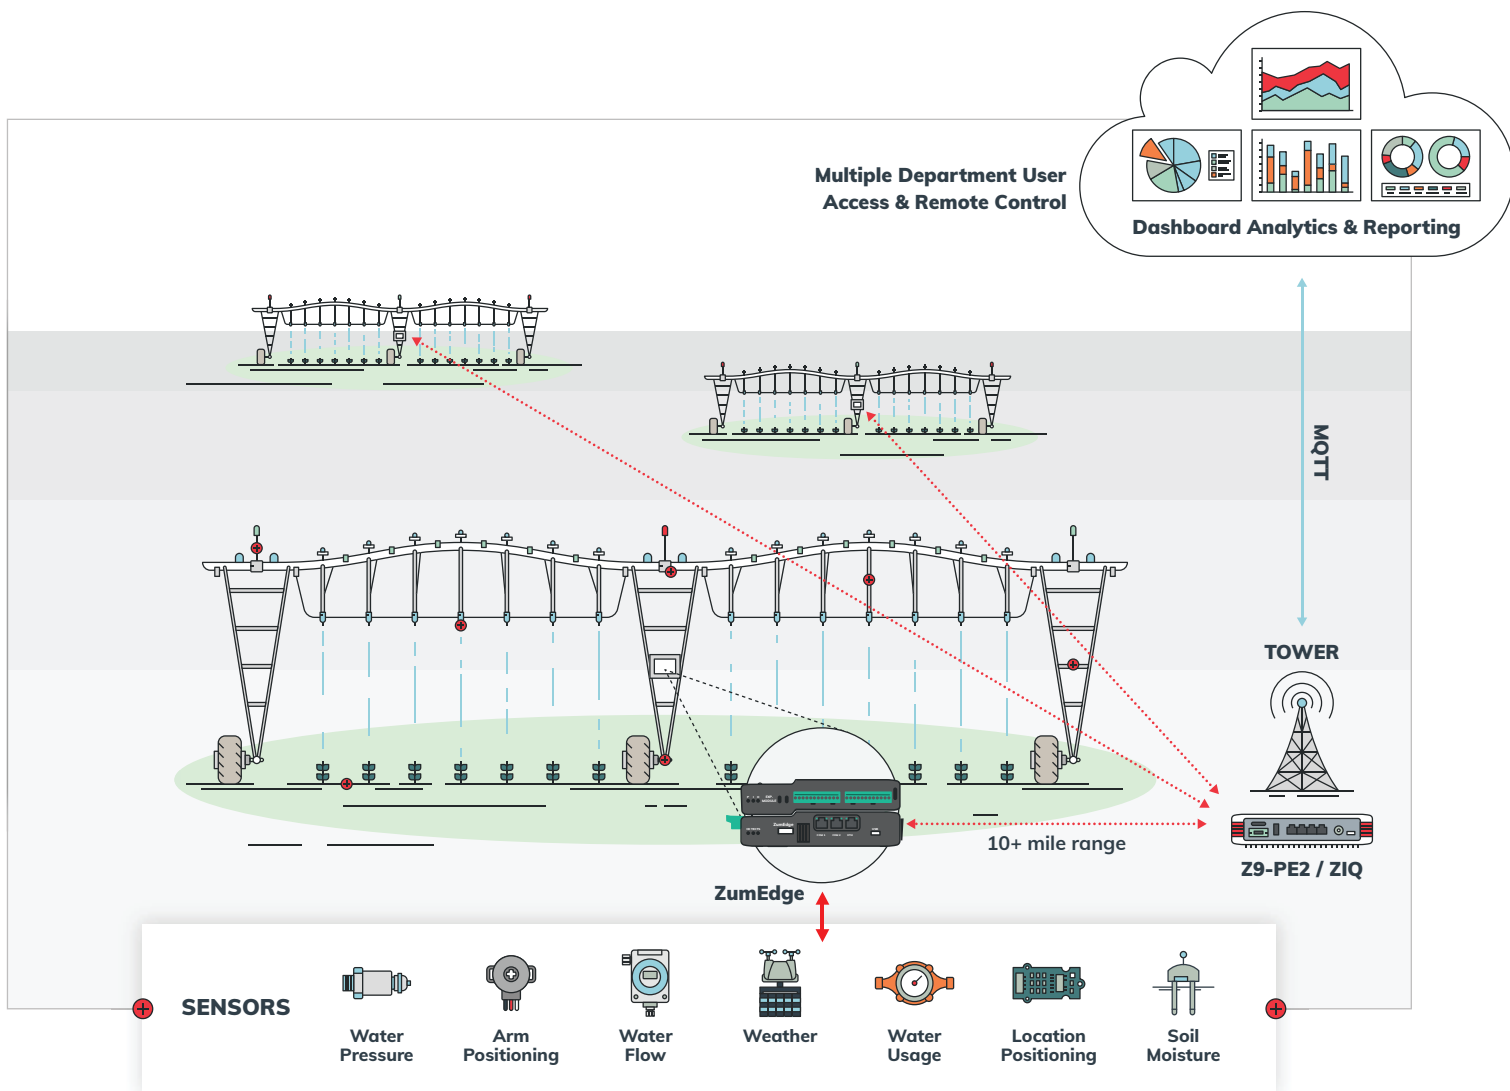 Multiple Department User
Access & Remote Control
Dashboard Analytics & Reporting
MQTT
TOWER
ZumEdge
10+ mile range
Z9-PE2 / ZIQ
ZumEdge
SENSORS
Water
Pressure
Arm
Positioning
Water
Flow
Weather
Water
Usage
Location
Positioning
Soil
Moisture